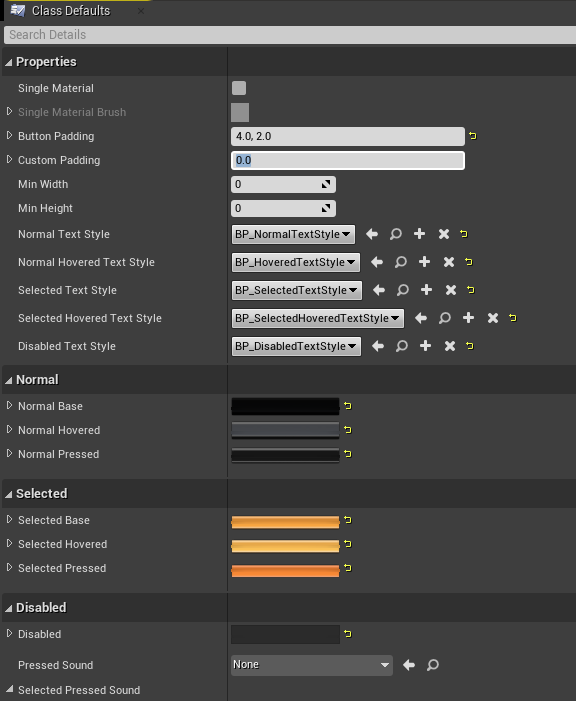 Class Defaults
Search Details
Properties
Single Material
Single Material Brush
Button Padding 4.0, 2.0
Custom Padding 0.0
Min Width 0
Min Height 0
Normal Text Style BP_NormalTextStyle
Normal Hovered Text Style BP_HoveredTextStyle
Selected Text Style BP_SelectedTextStyle
Selected Hovered Text Style BP_SelectedHoveredTextStyle
Disabled Text Style BP_DisabledTextStyle
Normal
Normal Base
Normal Hovered
Normal Pressed
Selected
Selected Base
Selected Hovered
Selected Pressed
Disabled
Disabled
Pressed Sound None
Selected Pressed Sound